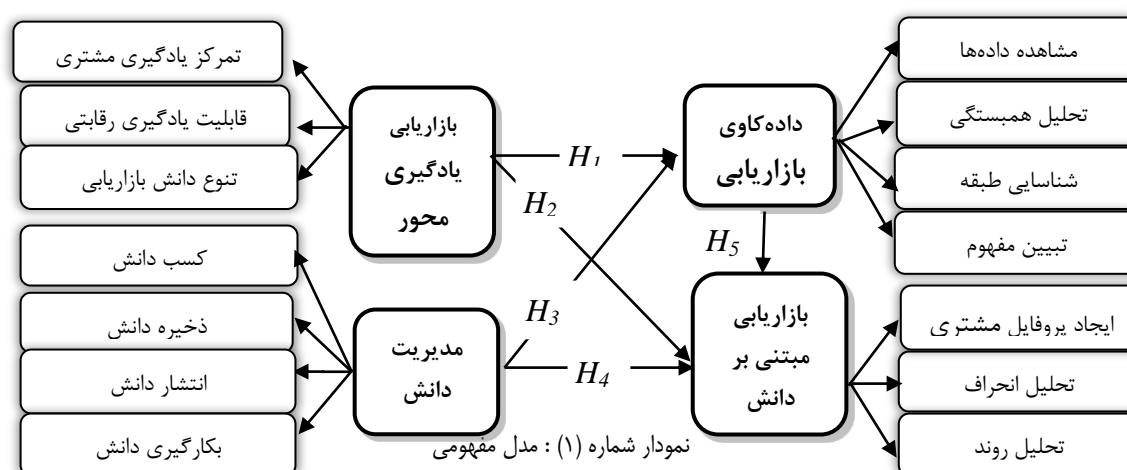 تمرکز یادگیری مشتری
قابلیت یادگیری رقابتی
تنوع دانش بازاریابی
کسب دانش
ذخیره دانش
انتشار دانش
بکارگیری دانش
بازاریابی
یادگیری
محور
مدیریت
دانش
H1
H2
H3
H4
H5
داده‌کاوی
بازاریابی
بازاریابی
مبتنی بر
دانش
مشاهده داده‌ها
تحلیل همبستگی
شناسایی طبقه
تبیین مفهوم
ایجاد پروفایل مشتری
تحلیل انحراف
تحلیل روند
نمودار شماره (۱) : مدل مفهومی